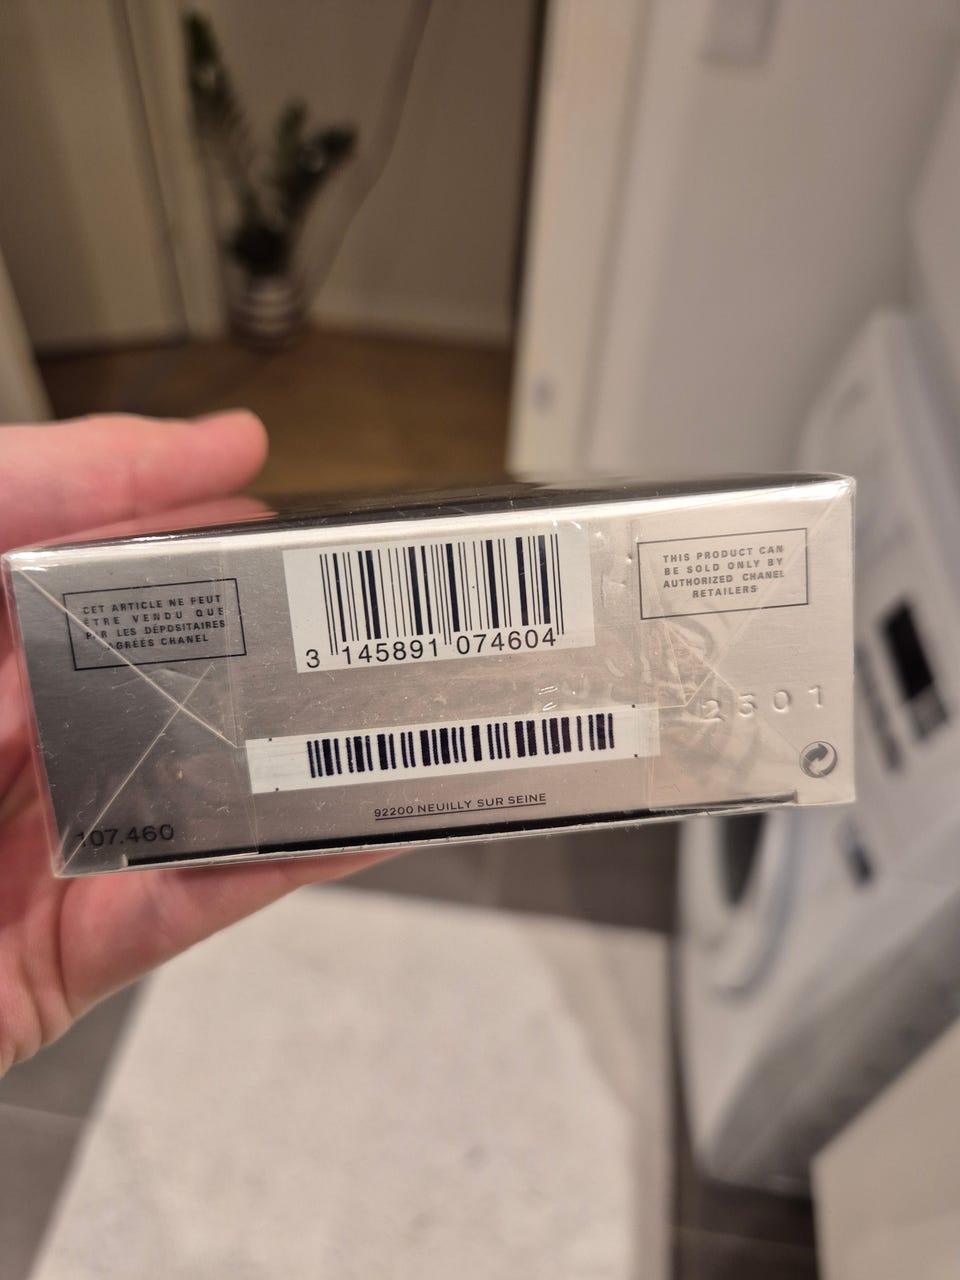 CET ARTICLE NE PEUT
ÊTRE VENDU QUE
PAR LES DÉPOSITAIRES
AGRÉÉS CHANEL
3 145891 074604
THIS PRODUCT CAN
BE SOLD ONLY BY
AUTHORIZED CHANEL
RETAILERS
2501
92200 NEUILLY SUR SEINE
107.460